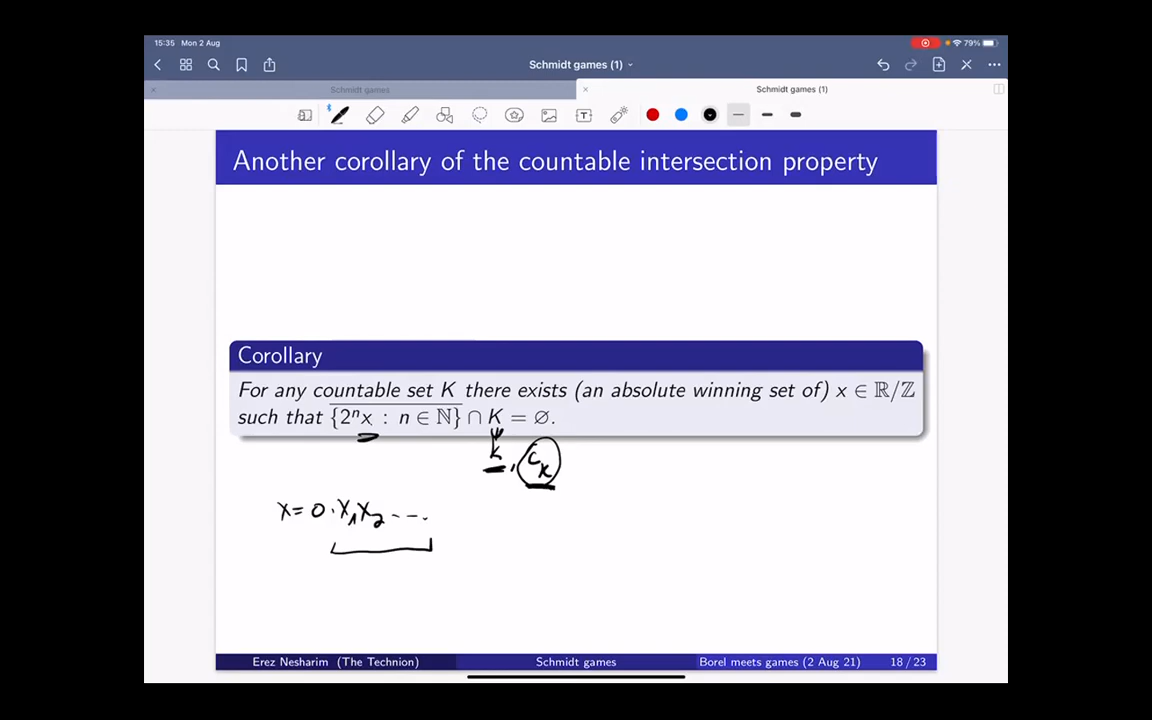 15:35 Mon 2 Aug
79%
Schmidt games (1)
Schmidt games
Schmidt games (1)
T
Another corollary of the countable intersection property
Corollary
For any countable set K there exists (an absolute winning set of) x ∈ ℝ/ℤ
such that \overline{\{2ⁿx : n ∈ ℕ\}} ∩ K = ∅.
k, c_k
x = 0.x₁x₂ ....
Erez Nesharim (The Technion)
Schmidt games
Borel meets games (2 Aug 21)
18 / 23